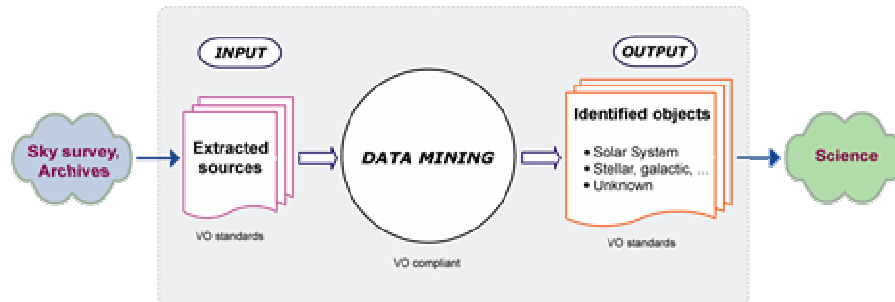 INPUT
OUTPUT
Sky survey,
Archives
Extracted
sources
VO standards
DATA MINING
VO compliant
Identified objects
• Solar System
• Stellar, galactic, ...
• Unknown
VO standards
Science